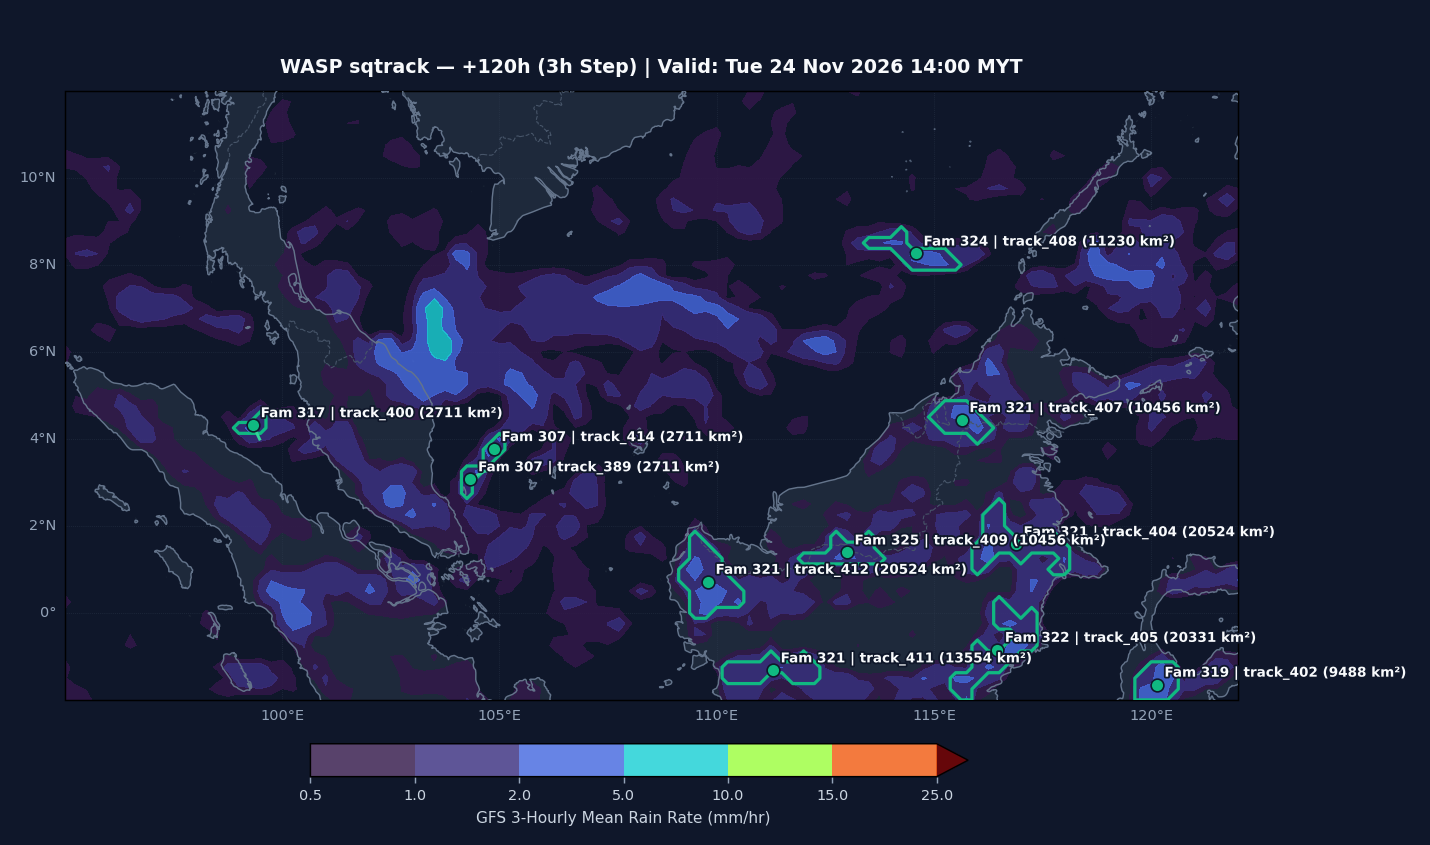 WASP sqtrack — +120h (3h Step) | Valid: Tue 24 Nov 2026 14:00 MYT
10°N
8°N
6°N
4°N
2°N
0°
Fam 324 | track_408 (11230 km²)
Fam 321 | track_407 (10456 km²)
Fam 317 | track_400 (2711 km²)
Fam 307 | track_414 (2711 km²)
Fam 307 | track_389 (2711 km²)
Fam 321 | track_404 (20524 km²)
Fam 325 | track_409 (10456 km²)
Fam 321 | track_412 (20524 km²)
Fam 322 | track_405 (20331 km²)
Fam 321 | track_411 (13554 km²)
Fam 319 | track_402 (9488 km²)
100°E 105°E 110°E 115°E 120°E
0.5 1.0 2.0 5.0 10.0 15.0 25.0
GFS 3-Hourly Mean Rain Rate (mm/hr)